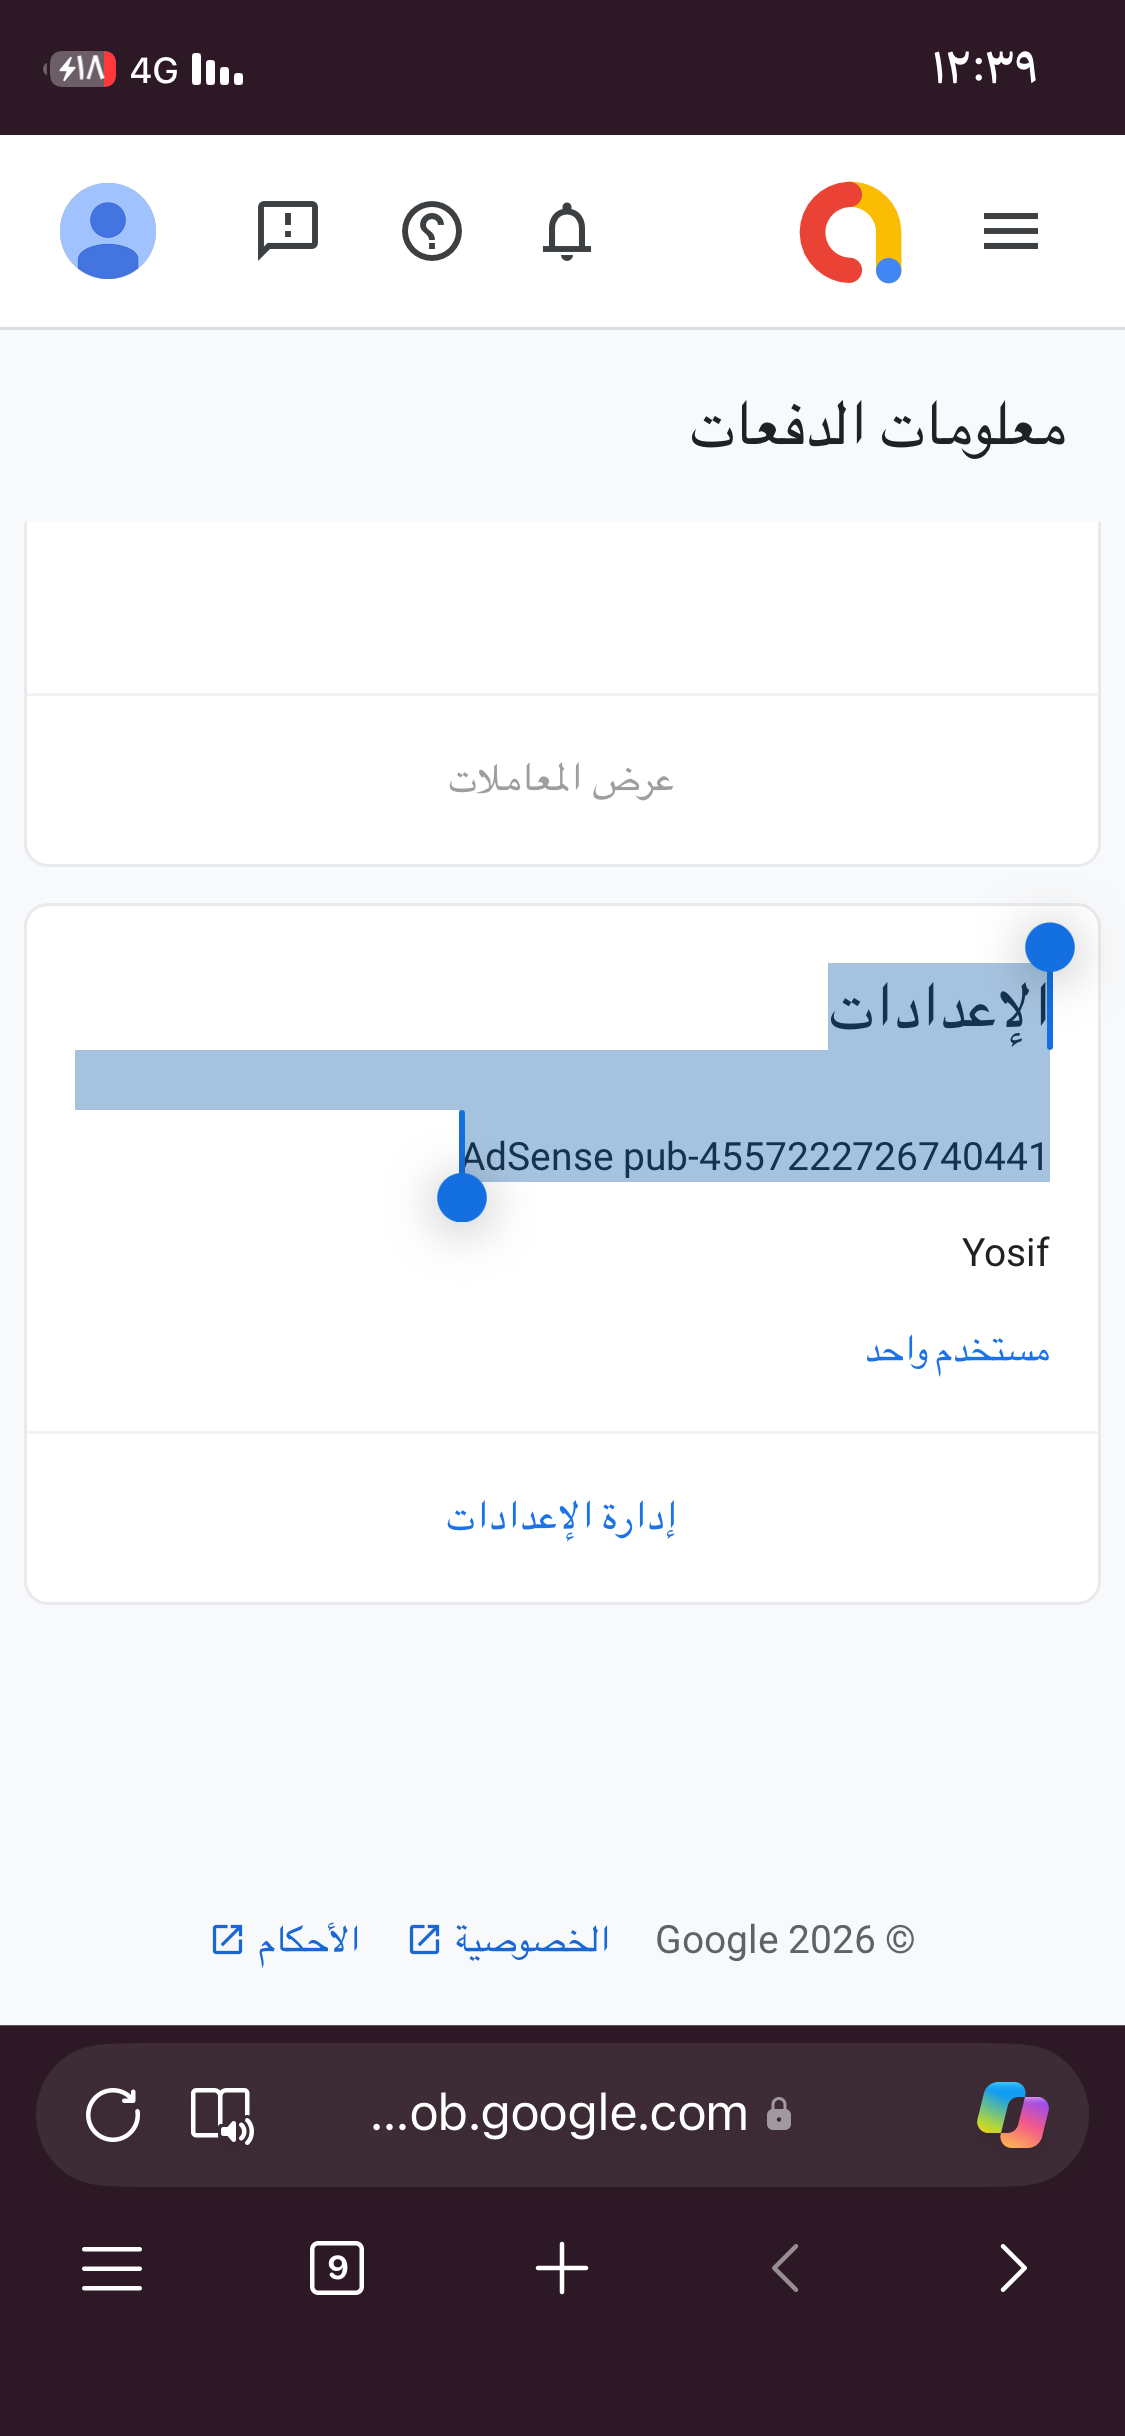 ١٢:٣٩
4G
١٨
معلومات الدفعات
عرض المعاملات
الإعدادات
AdSense pub-4557222726740441
Yosif
مستخدم واحد
إدارة الإعدادات
Google 2026 ©
الخصوصية
الأحكام
...ob.google.com
9